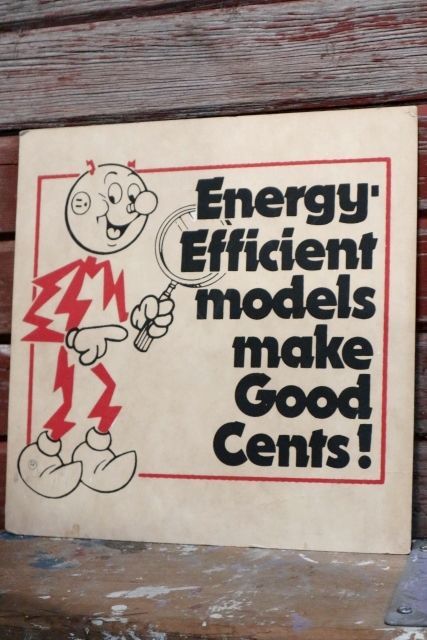 Energy-
Efficient
models
make
Good
Cents!